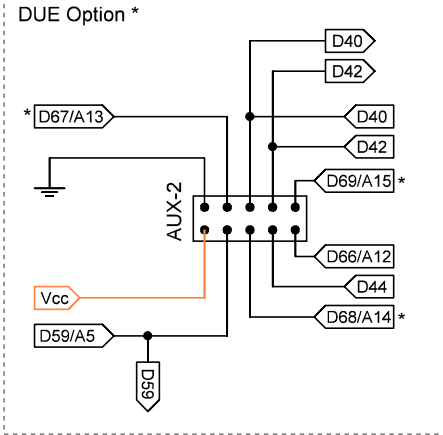 DUE Option *
D40
D42
* D67/A13
D40
D42
D69/A15 *
AUX-2
D66/A12
Vcc
D44
D68/A14 *
D59/A5
D59